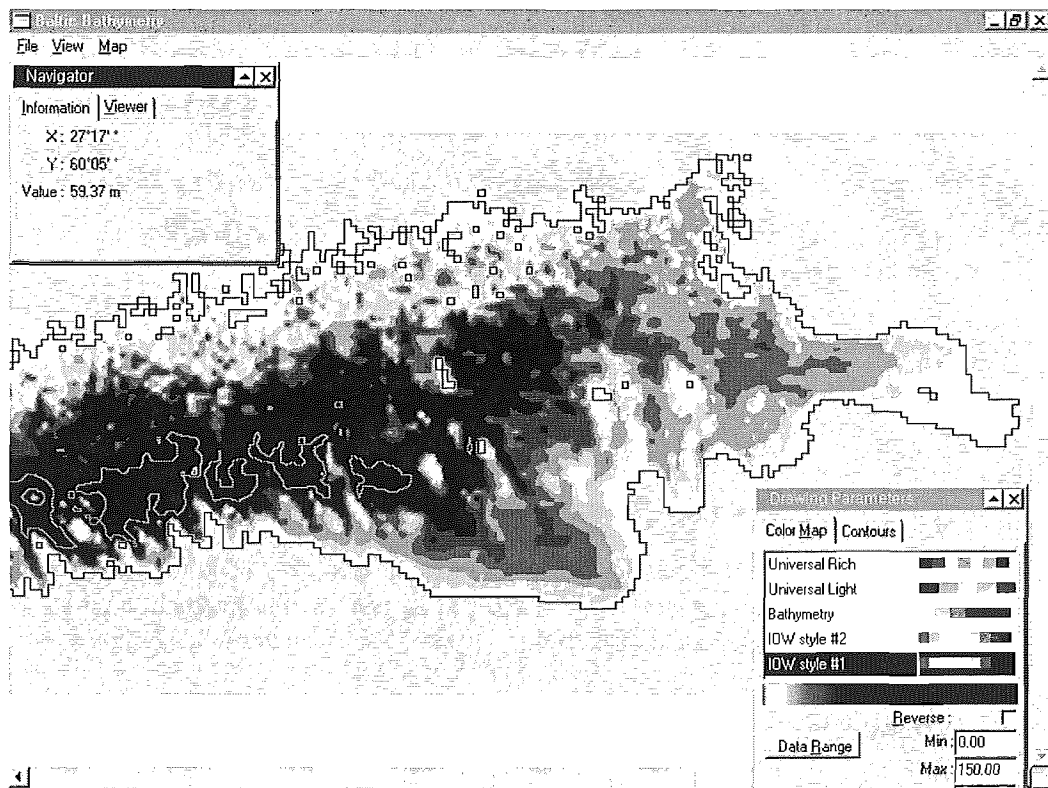 Baltic Bathymetry
File View Map
Navigator
Information Viewer
X: 27°17'"
Y: 60°05'"
Value: 59.37 m
Drawing Parameters
Color Map Contours
Universal Rich
Universal Light
Bathymetry
IOW style #2
IOW style #1
Reverse:
Data Range Min: 0.00
Max: 150.00